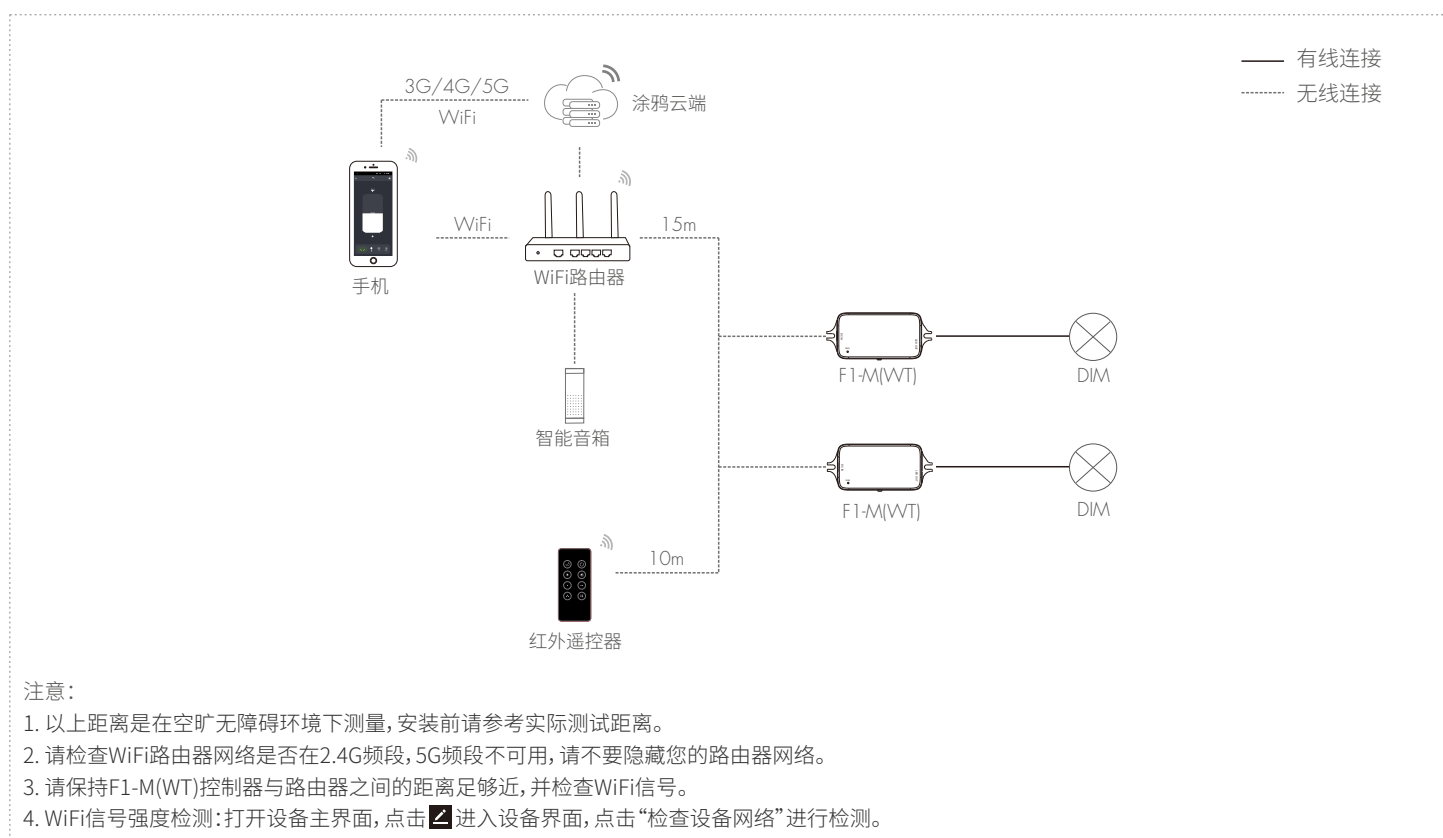 有线连接
无线连接
3G/4G/5G
WiFi
涂鸦云端
WiFi
15m
手机
WiFi路由器
F1-M(WT)
DIM
智能音箱
F1-M(WT)
DIM
10m
红外遥控器
注意：
1. 以上距离是在空旷无障碍环境下测量，安装前请参考实际测试距离。
2. 请检查WiFi路由器网络是否在2.4G频段，5G频段不可用，请不要隐藏您的路由器网络。
3. 请保持F1-M(WT)控制器与路由器之间的距离足够近，并检查WiFi信号。
4. WiFi信号强度检测：打开设备主界面，点击 进入设备界面，点击“检查设备网络”进行检测。